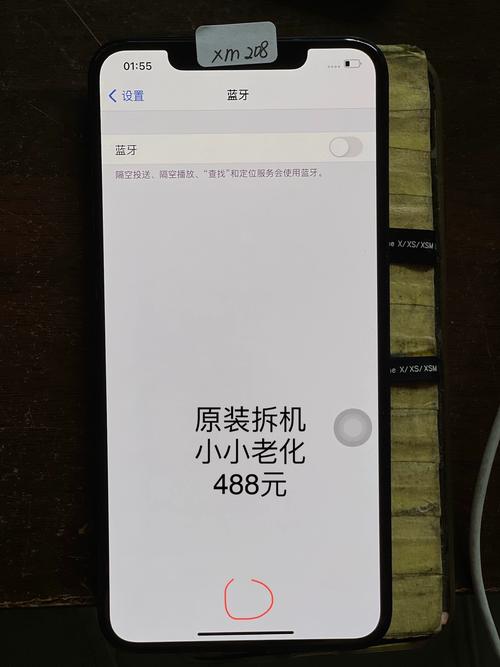 xm 208
01:55
设置
蓝牙
蓝牙
隔空投送、隔空播放、“查找”和定位服务会使用蓝牙。
X/XS/XSM
X/XS/XSM
原装拆机
小小老化
488元